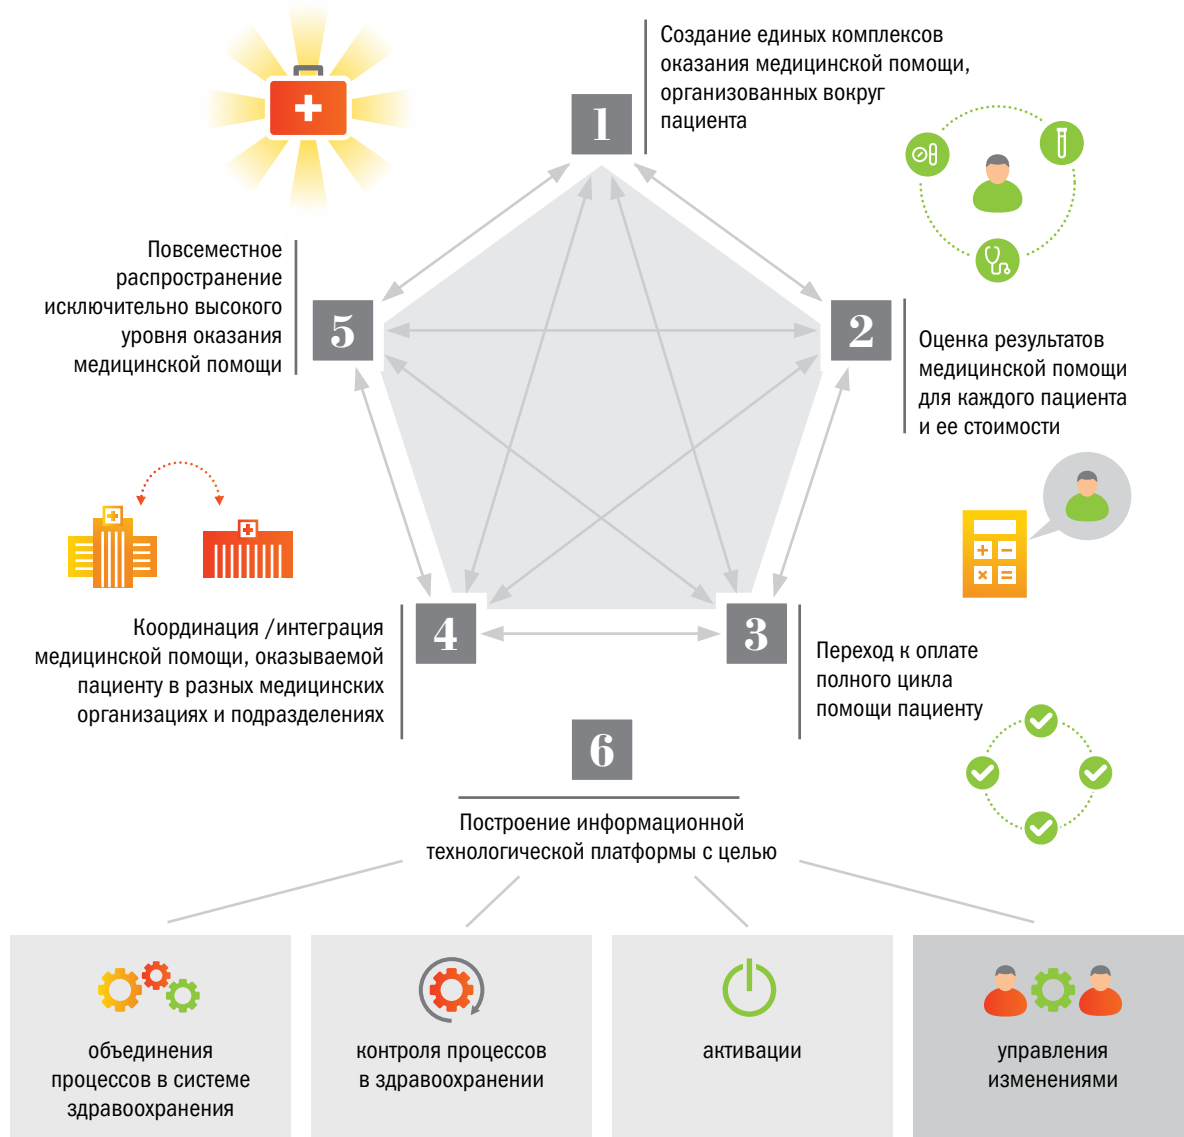 1
Создание единых комплексов
оказания медицинской помощи,
организованных вокруг
пациента
2
Оценка результатов
медицинской помощи
для каждого пациента
и ее стоимости
3
Переход к оплате
полного цикла
помощи пациенту
4
Координация /интеграция
медицинской помощи, оказываемой
пациенту в разных медицинских
организациях и подразделениях
5
Повсеместное
распространение
исключительно высокого
уровня оказания
медицинской помощи
6
Построение информационной
технологической платформы с целью
объединения
процессов в системе
здравоохранения
контроля процессов
в здравоохранении
активации
управления
изменениями